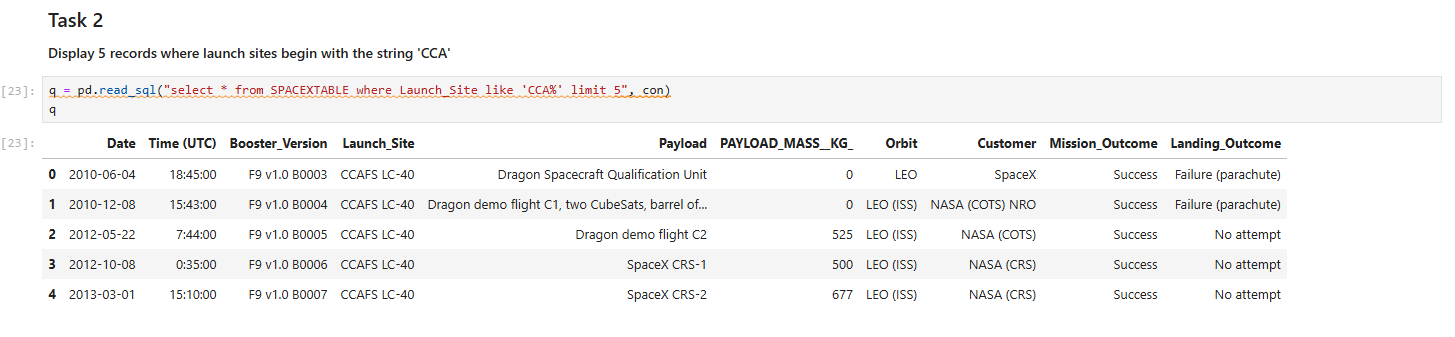 Task 2
Display 5 records where launch sites begin with the string 'CCA'
[23]: q = pd.read_sql("select * from SPACEXTABLE where Launch_Site like 'CCA%' limit 5", con)
q
[23]: Date Time (UTC) Booster_Version Launch_Site Payload PAYLOAD_MASS__KG_ Orbit Customer Mission_Outcome Landing_Outcome
0 2010-06-04 18:45:00 F9 v1.0 B0003 CCAFS LC-40 Dragon Spacecraft Qualification Unit 0 LEO SpaceX Success Failure (parachute)
1 2010-12-08 15:43:00 F9 v1.0 B0004 CCAFS LC-40 Dragon demo flight C1, two CubeSats, barrel of... 0 LEO (ISS) NASA (COTS) NRO Success Failure (parachute)
2 2012-05-22 7:44:00 F9 v1.0 B0005 CCAFS LC-40 Dragon demo flight C2 525 LEO (ISS) NASA (COTS) Success No attempt
3 2012-10-08 0:35:00 F9 v1.0 B0006 CCAFS LC-40 SpaceX CRS-1 500 LEO (ISS) NASA (CRS) Success No attempt
4 2013-03-01 15:10:00 F9 v1.0 B0007 CCAFS LC-40 SpaceX CRS-2 677 LEO (ISS) NASA (CRS) Success No attempt